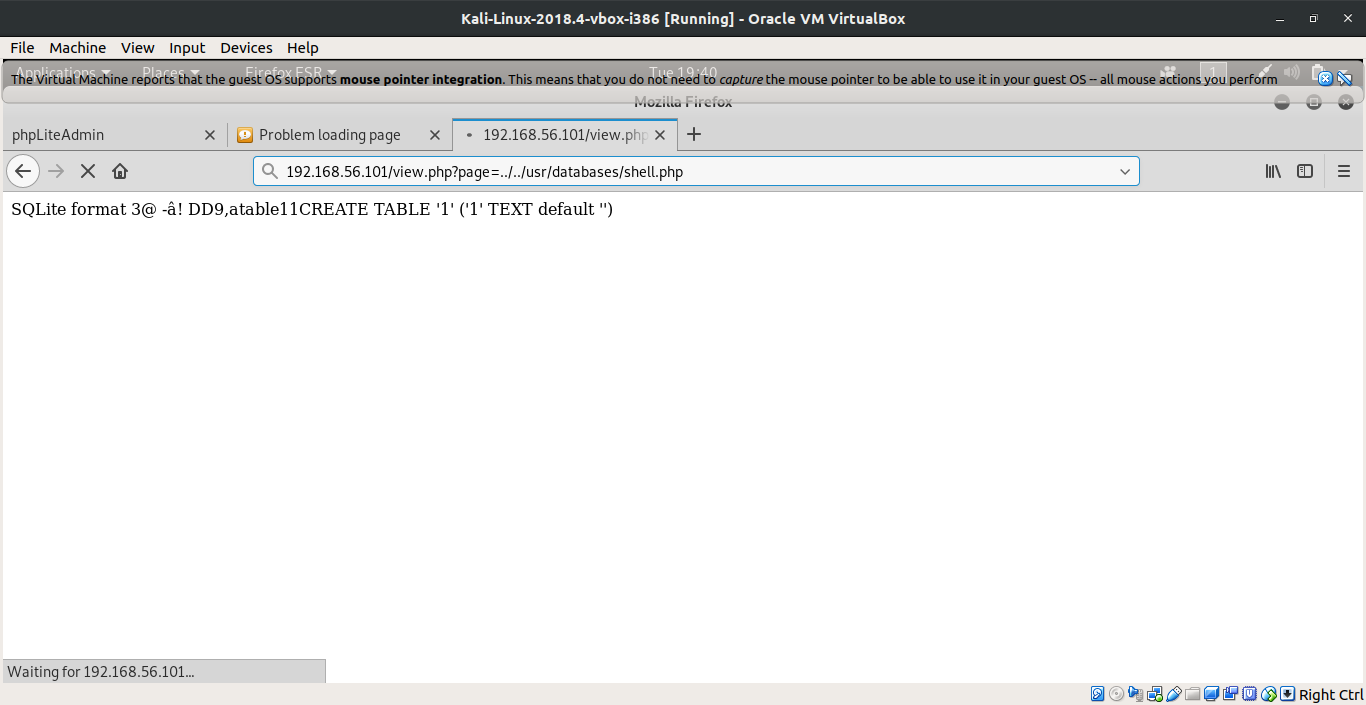 Kali-Linux-2018.4-vbox-i386 [Running] - Oracle VM VirtualBox
File Machine View Input Devices Help
Applications Places Firefox ESR Tue 19:40 1
The Virtual Machine reports that the guest OS supports mouse pointer integration. This means that you do not need to capture the mouse pointer to be able to use it in your guest OS -- all mouse actions you perform
Mozilla Firefox
phpLiteAdmin Problem loading page 192.168.56.101/view.php
192.168.56.101/view.php?page=../../usr/databases/shell.php
SQLite format 3@ -â! DD9,atable11CREATE TABLE '1' ('1' TEXT default '')
Waiting for 192.168.56.101...
Right Ctrl